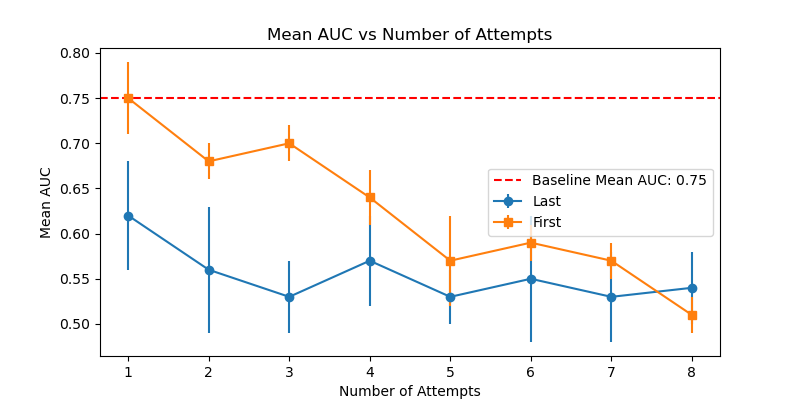 Mean AUC vs Number of Attempts
0.80
0.75
0.70
0.65
0.60
0.55
0.50
Mean AUC
Baseline Mean AUC: 0.75
Last
First
1 2 3 4 5 6 7 8
Number of Attempts